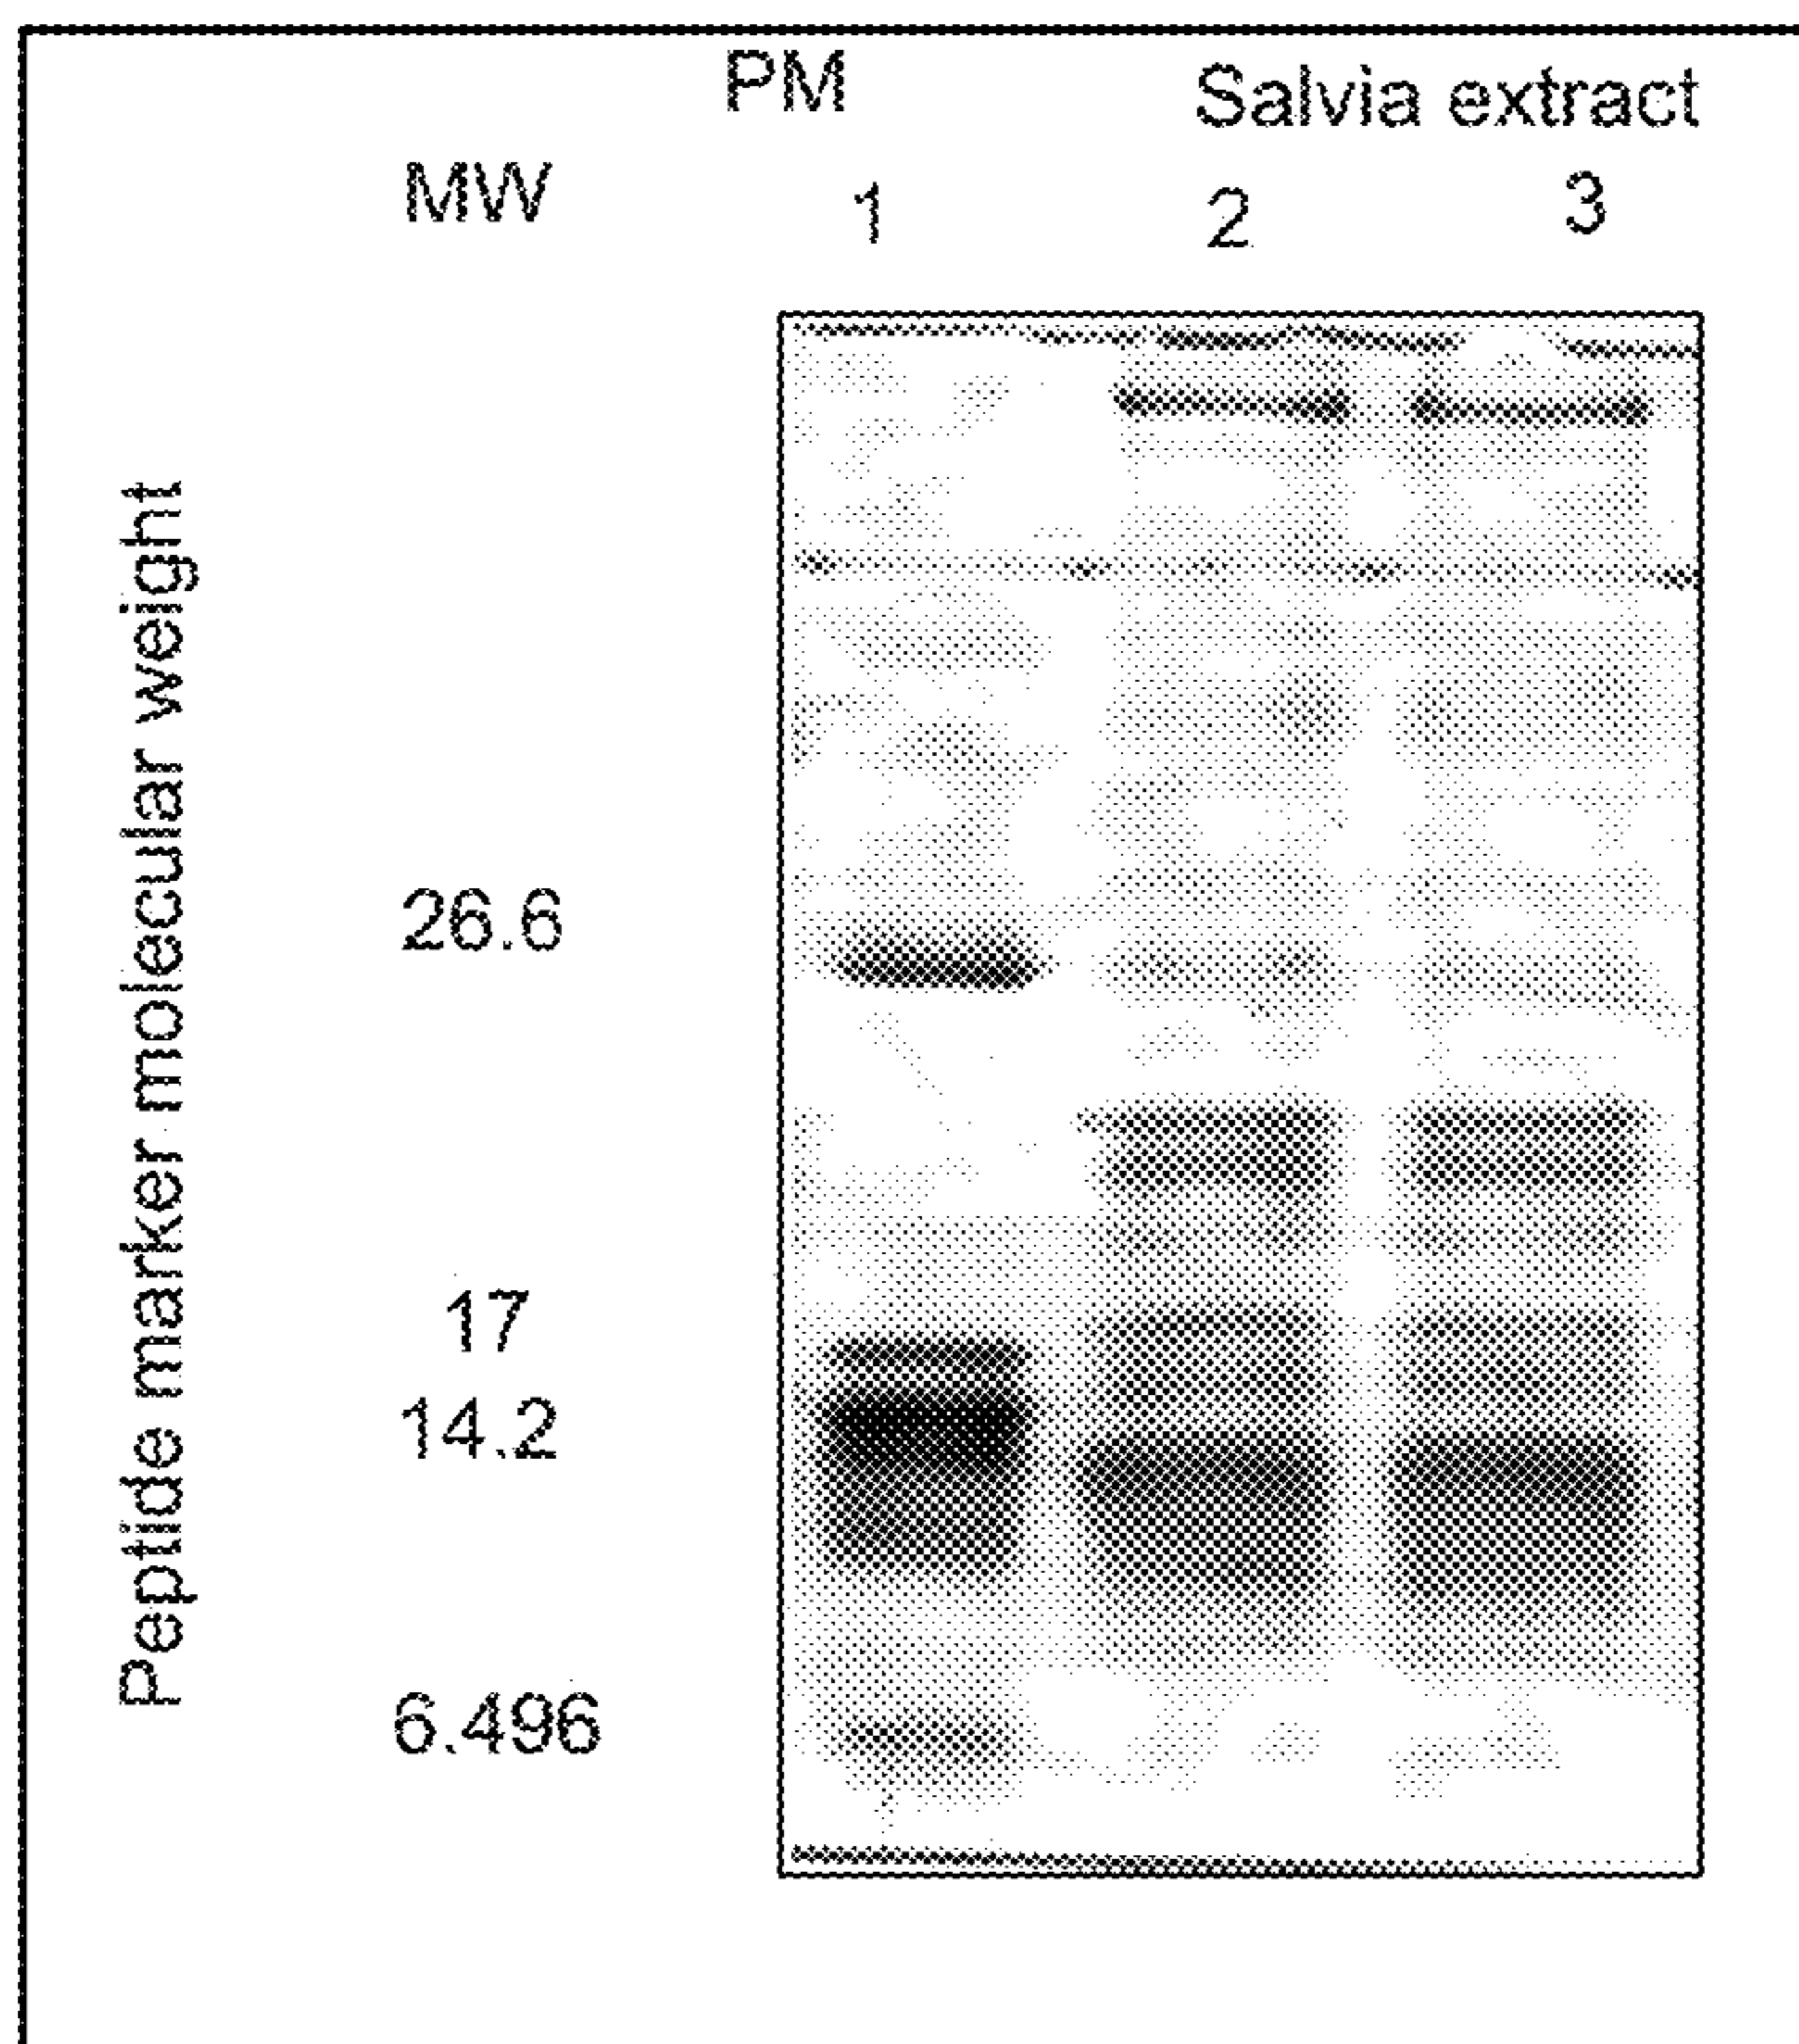 PM
Salvia extract
MW
1
2
3
Peptide marker molecular weight
26.6
17
14.2
6.496